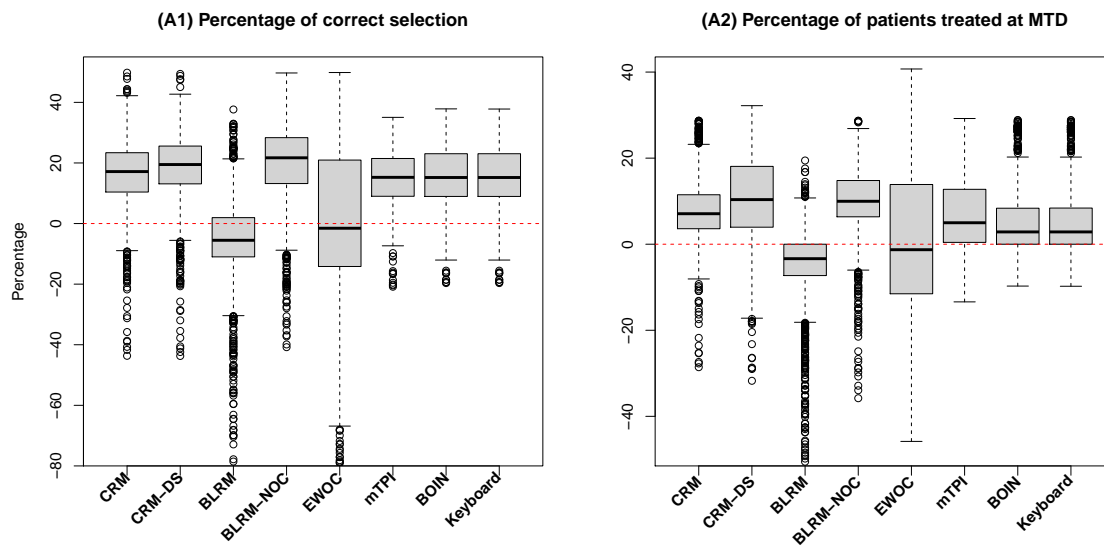 (A1) Percentage of correct selection
Percentage
40
20
0
−20
−40
−60
−80
CRM
CRM−DS
BLRM
BLRM−NOC
EWOC
mTPI
BOIN
Keyboard
(A2) Percentage of patients treated at MTD
40
20
0
−20
−40
CRM
CRM−DS
BLRM
BLRM−NOC
EWOC
mTPI
BOIN
Keyboard